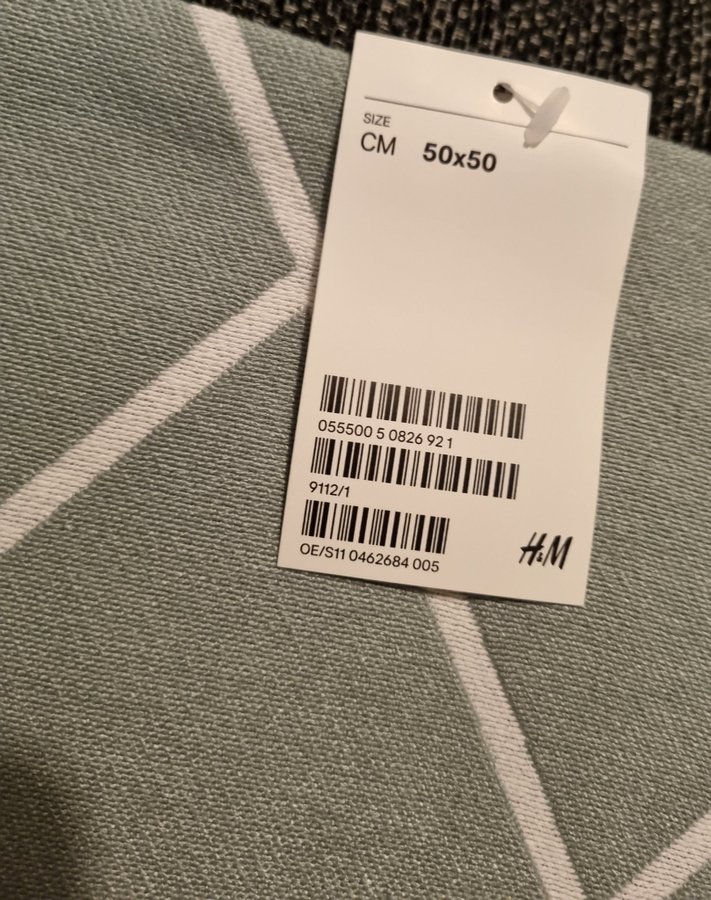 SIZE
CM 50x50
055500 5 0826 92 1
9112/1
OE/S11 0462684 005
H&M